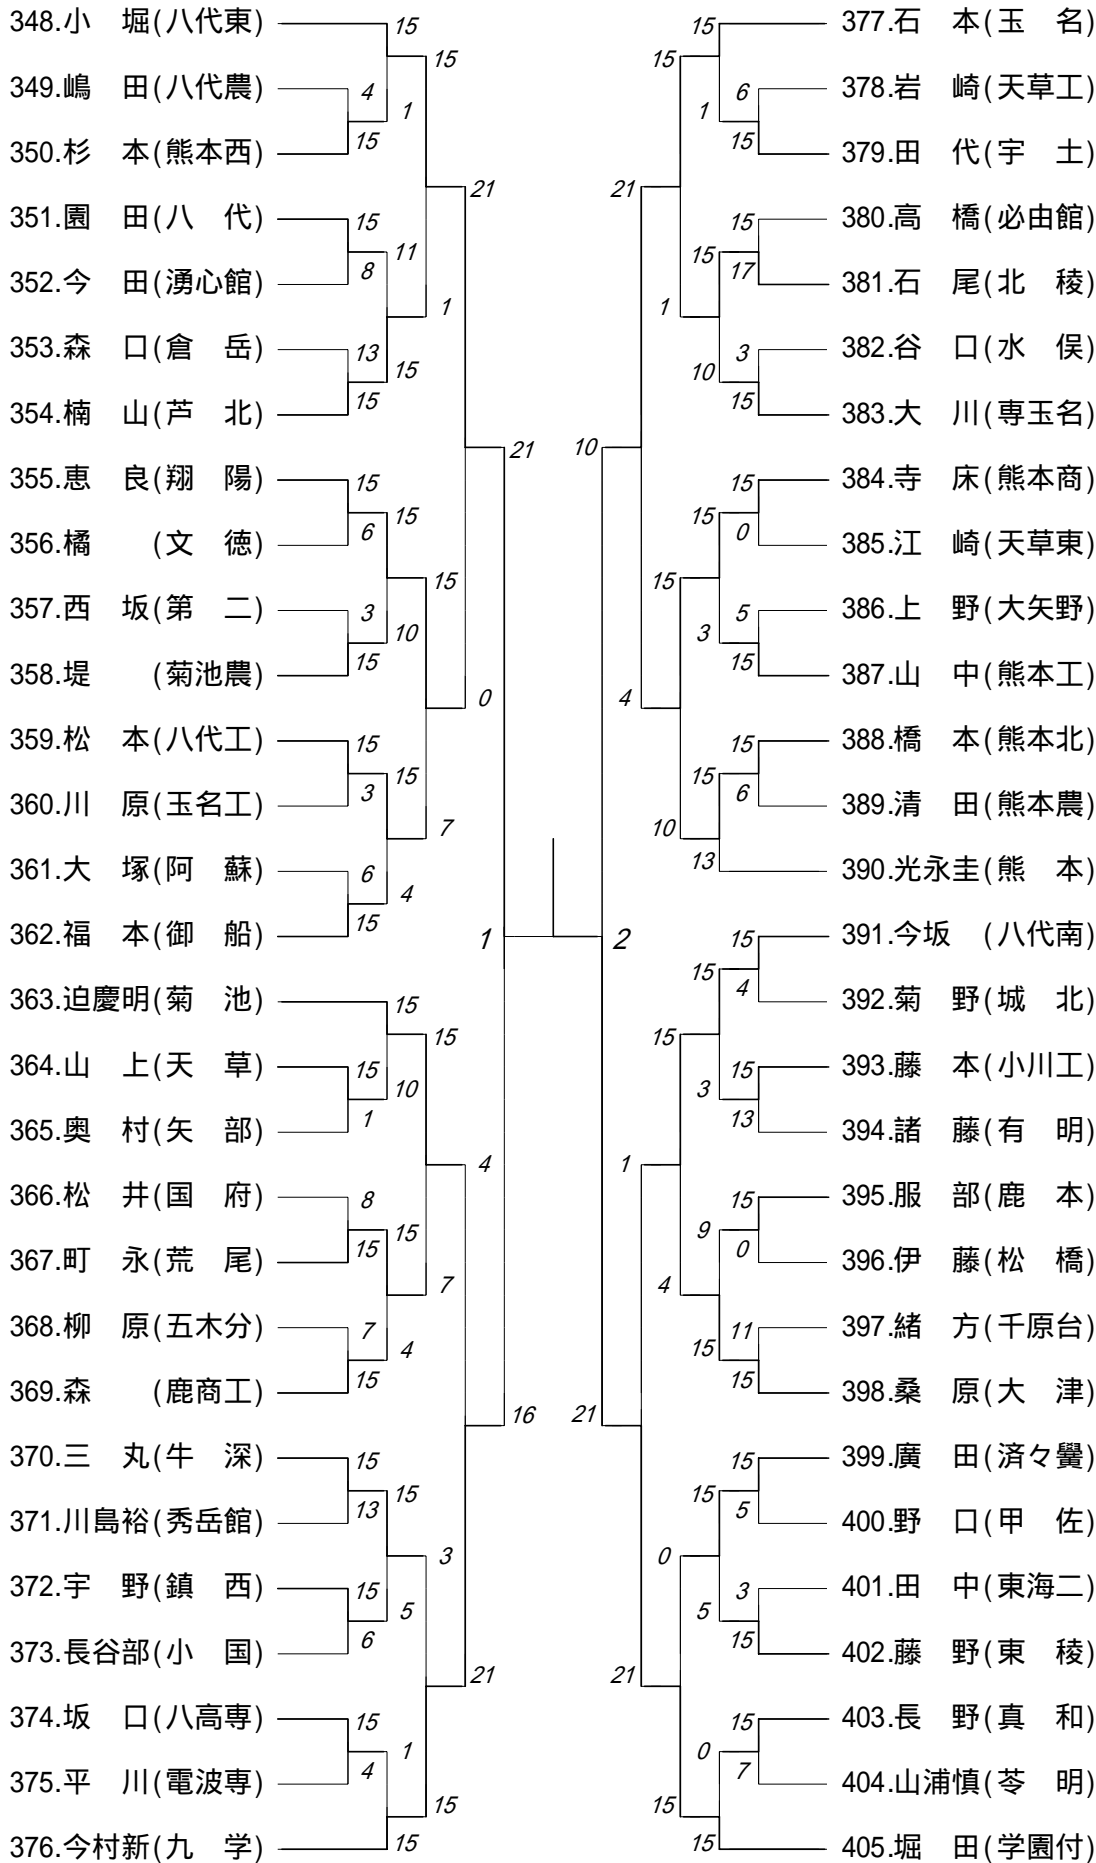 348.小　堀(八代東)
349.嶋　田(八代農)
350.杉　本(熊本西)
351.園　田(八　代)
352.今　田(湧心館)
353.森　口(倉　岳)
354.楠　山(芦　北)
355.恵　良(翔　陽)
356.橘　　(文　徳)
357.西　坂(第　二)
358.堤　　(菊池農)
359.松　本(八代工)
360.川　原(玉名工)
361.大　塚(阿　蘇)
362.福　本(御　船)
363.迫慶明(菊　池)
364.山　上(天　草)
365.奥　村(矢　部)
366.松　井(国　府)
367.町　永(荒　尾)
368.柳　原(五木分)
369.森　　(鹿商工)
370.三　丸(牛　深)
371.川島裕(秀岳館)
372.宇　野(鎮　西)
373.長谷部(小　国)
374.坂　口(八高専)
375.平　川(電波専)
376.今村新(九　学)
15
4
15
15
8
13
15
15
6
3
15
15
3
6
15
15
15
1
8
15
7
15
15
13
15
6
15
4
15
1
11
15
15
10
15
4
10
15
4
15
5
1
15
15
1
15
7
15
7
3
15
21
0
4
21
21
16
1
2
10
21
21
4
1
21
15
1
15
10
15
4
0
15
1
15
10
15
3
15
13
15
3
9
15
15
5
0
15
15
6
15
15
17
3
15
15
0
5
15
15
6
15
4
15
13
15
0
11
15
15
5
3
15
15
7
377.石　本(玉　名)
378.岩　崎(天草工)
379.田　代(宇　土)
380.高　橋(必由館)
381.石　尾(北　稜)
382.谷　口(水　俣)
383.大　川(専玉名)
384.寺　床(熊本商)
385.江　崎(天草東)
386.上　野(大矢野)
387.山　中(熊本工)
388.橋　本(熊本北)
389.清　田(熊本農)
390.光永圭(熊　本)
391.今坂　(八代南)
392.菊　野(城　北)
393.藤　本(小川工)
394.諸　藤(有　明)
395.服　部(鹿　本)
396.伊　藤(松　橋)
397.緒　方(千原台)
398.桑　原(大　津)
399.廣　田(済々黌)
400.野　口(甲　佐)
401.田　中(東海二)
402.藤　野(東　稜)
403.長　野(真　和)
404.山浦慎(苓　明)
405.堀　田(学園付)